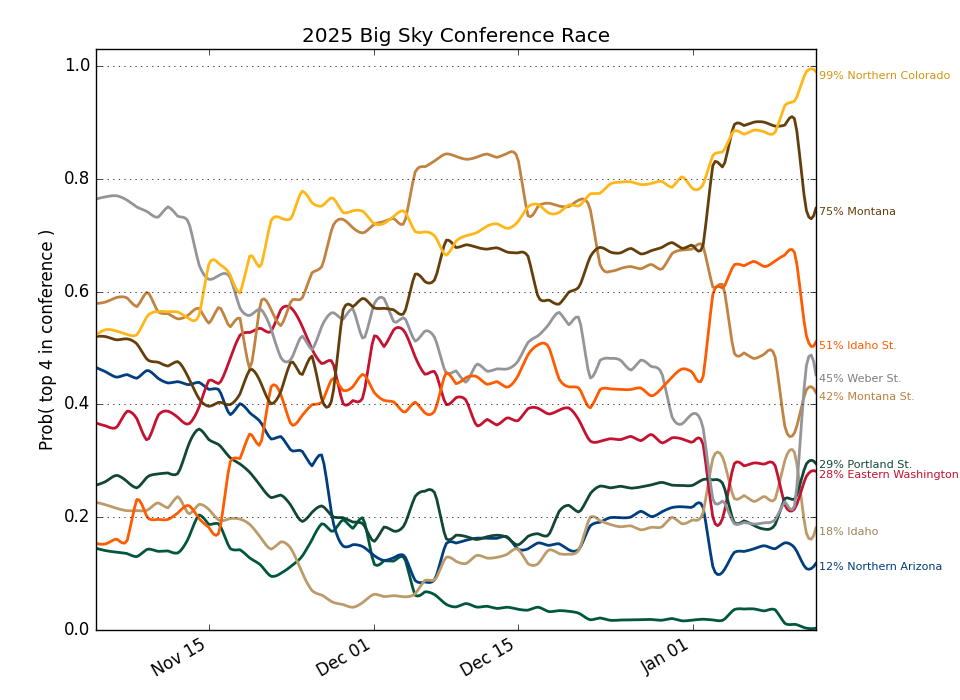 2025 Big Sky Conference Race
Prob( top 4 in conference )
1.0
0.8
0.6
0.4
0.2
0.0
Nov 15
Dec 01
Dec 15
Jan 01
99% Northern Colorado
75% Montana
51% Idaho St.
45% Weber St.
42% Montana St.
29% Portland St.
28% Eastern Washington
18% Idaho
12% Northern Arizona